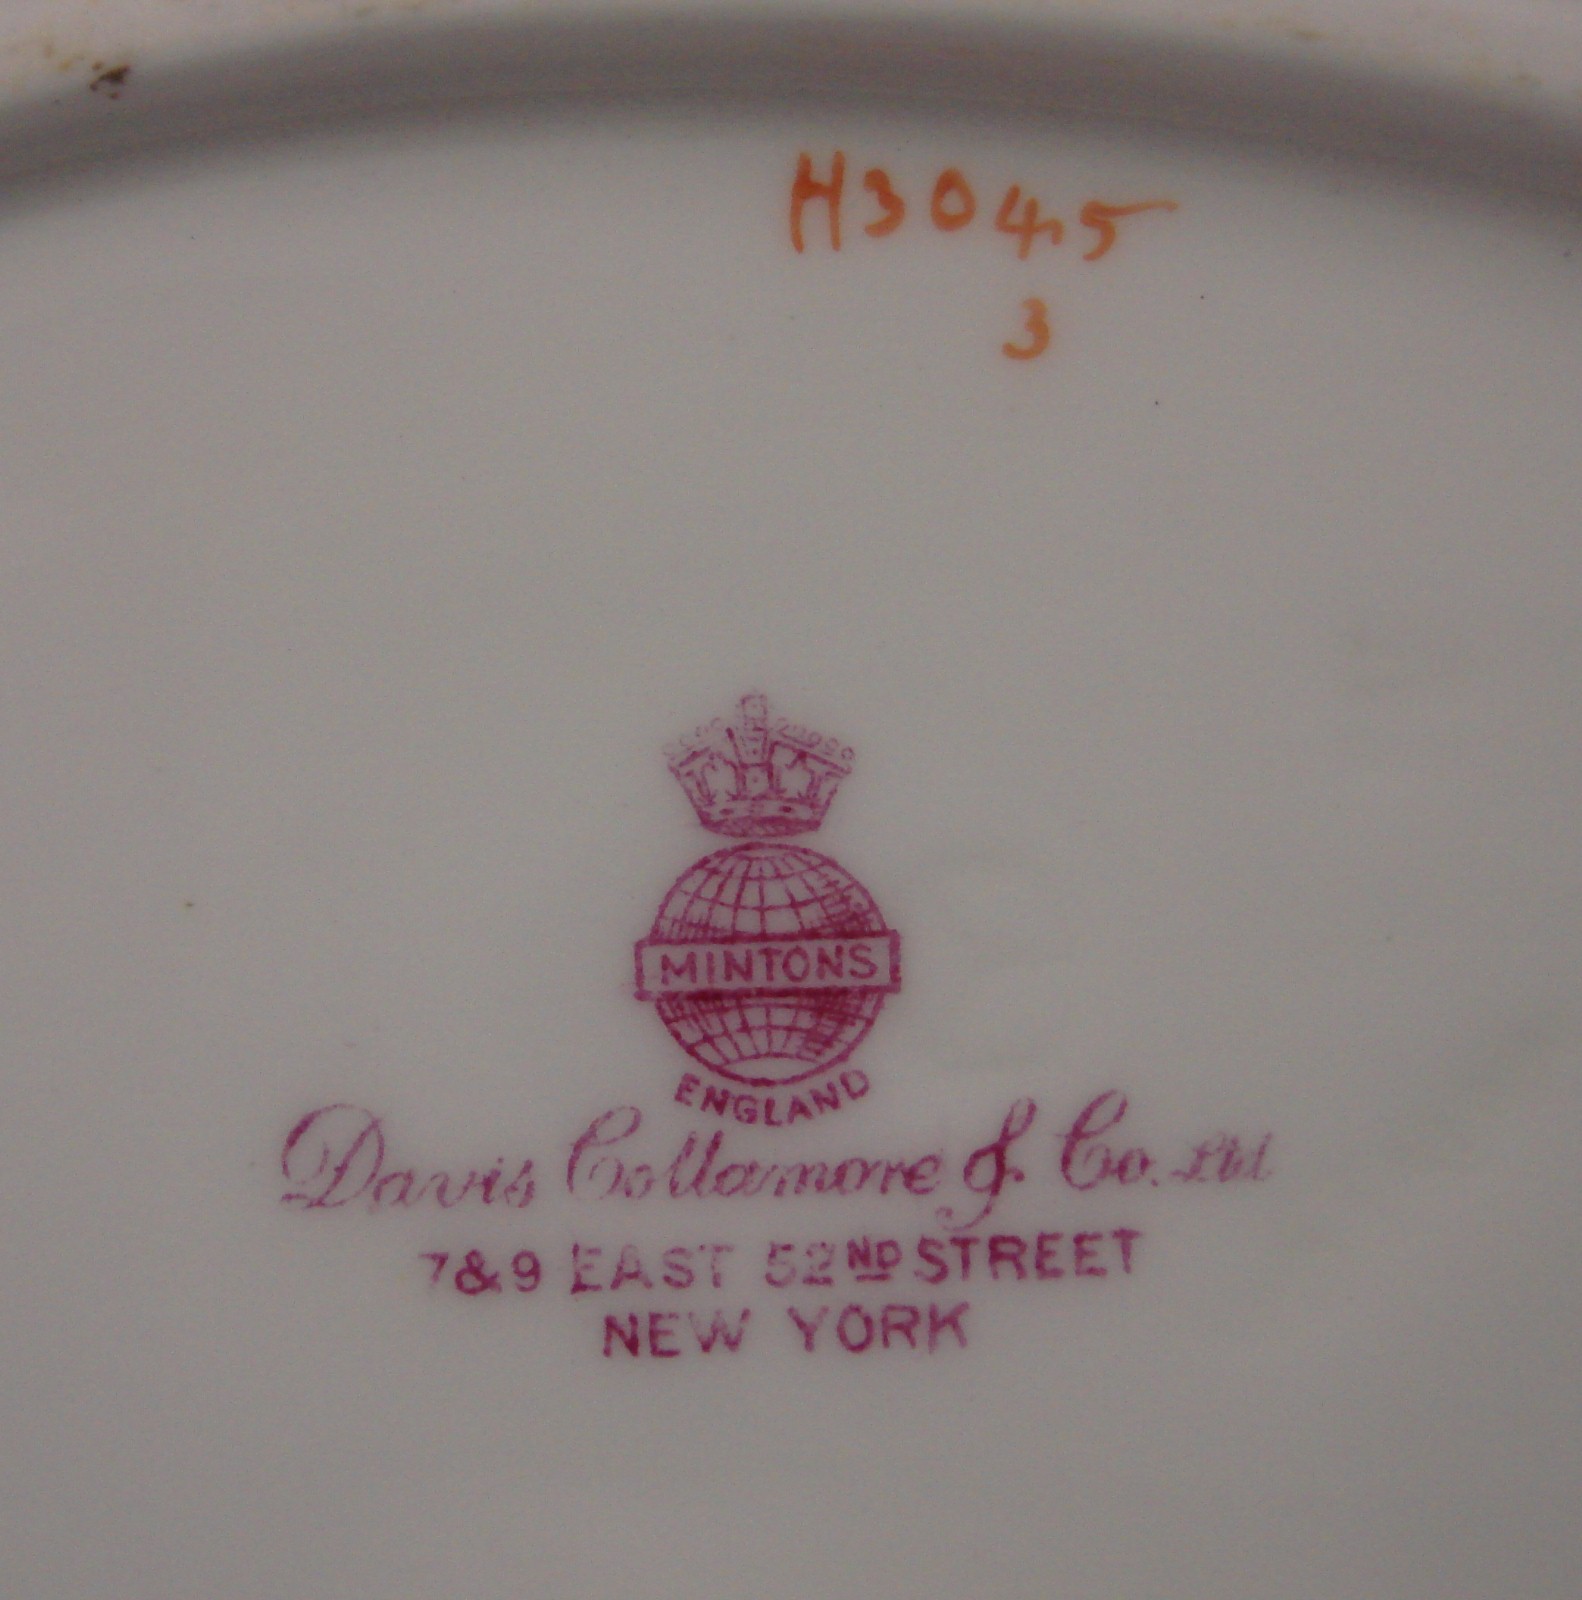 H3045
3
MINTONS
ENGLAND
Davis Collamore & Co. Ltd
7&9 EAST 52ND STREET
NEW YORK